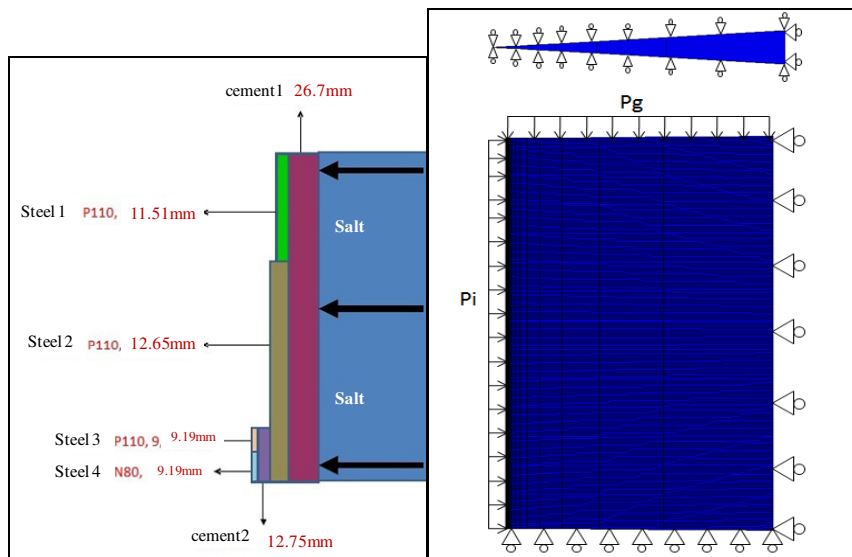 cement1 26.7mm
Steel 1 P110, 11.51mm
Salt
Steel 2 P110, 12.65mm
Salt
Steel 3 P110, 9, 9.19mm
Steel 4 N80, 9.19mm
cement2 12.75mm
Pg
Pi